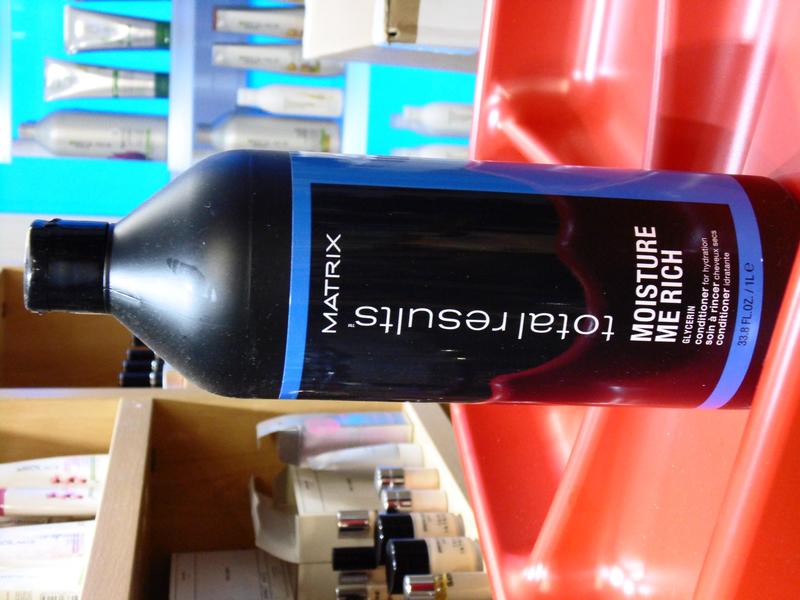 MATRIX
total results™
MOISTURE
ME RICH
GLYCERIN
conditioner for hydration
soin à rincer cheveux secs
conditioner idratante
33.8 FL.OZ. / 1L e